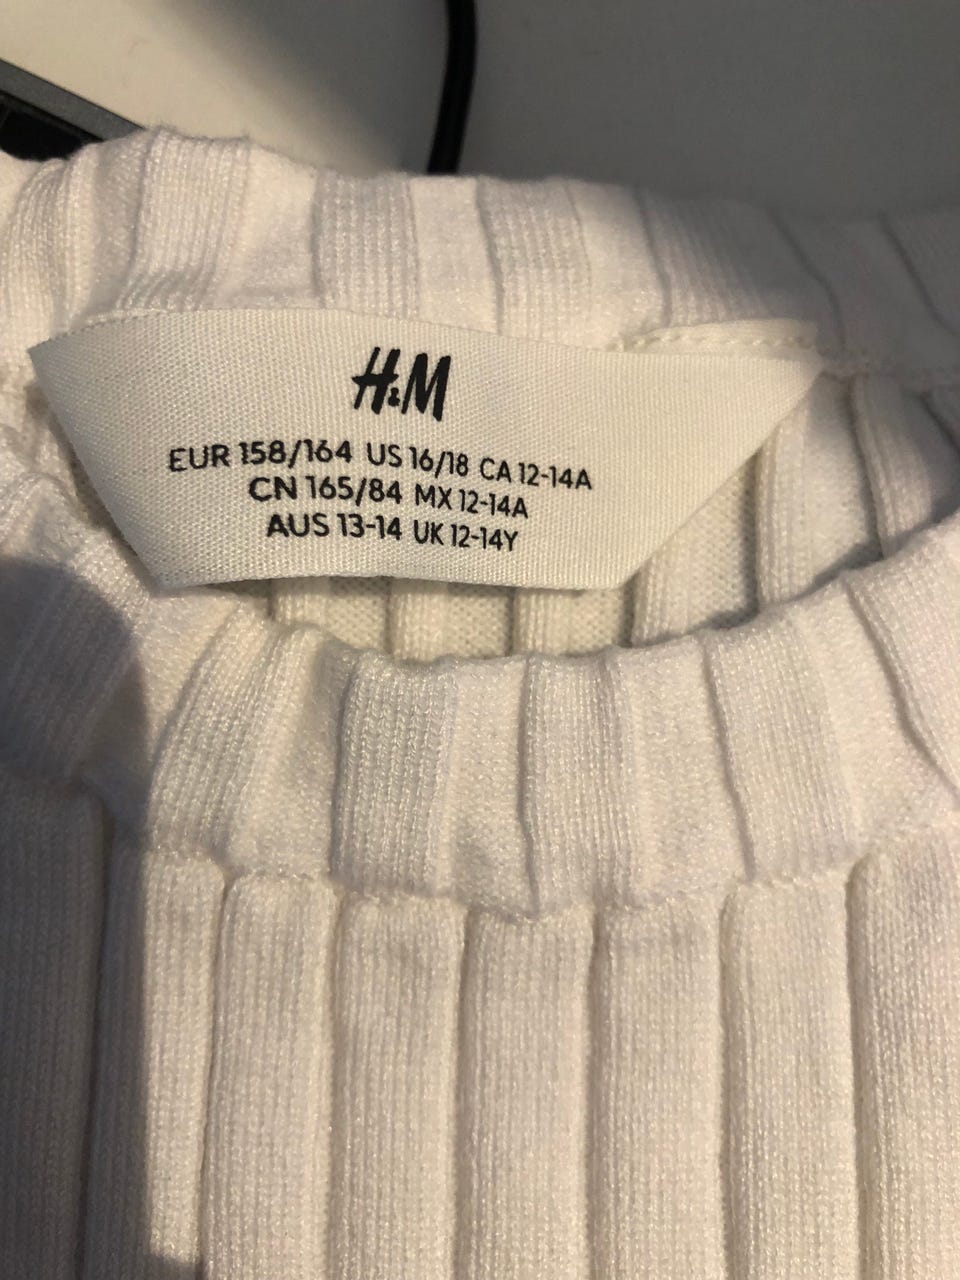 H&M
EUR 158/164 US 16/18 CA 12-14A
CN 165/84 MX 12-14A
AUS 13-14 UK 12-14Y